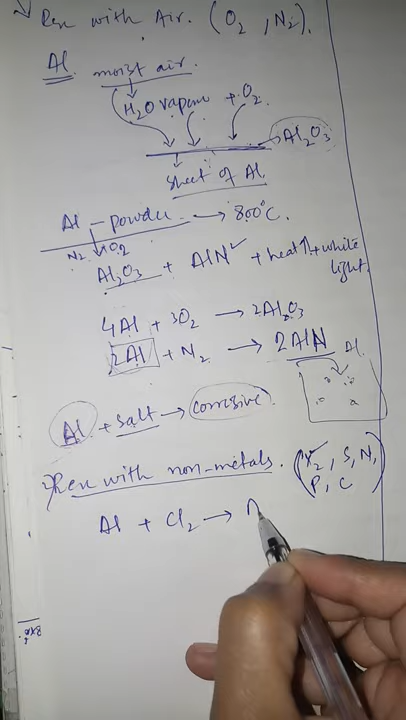 Rxn with Air. (O2 , N2).
Al moist air.
H2O vapour + O2.
Al2O3
sheet of Al
Al - powder → 800°C.
N2 O2
Al2O3 + AlN + heat↑ + white
light.
4Al + 3O2 → 2Al2O3
2Al + N2 → 2AlN
Al
Al + salt → corrosive.
Rxn with non-metals. (X2, S, N,
P, C)
Al + Cl2 →